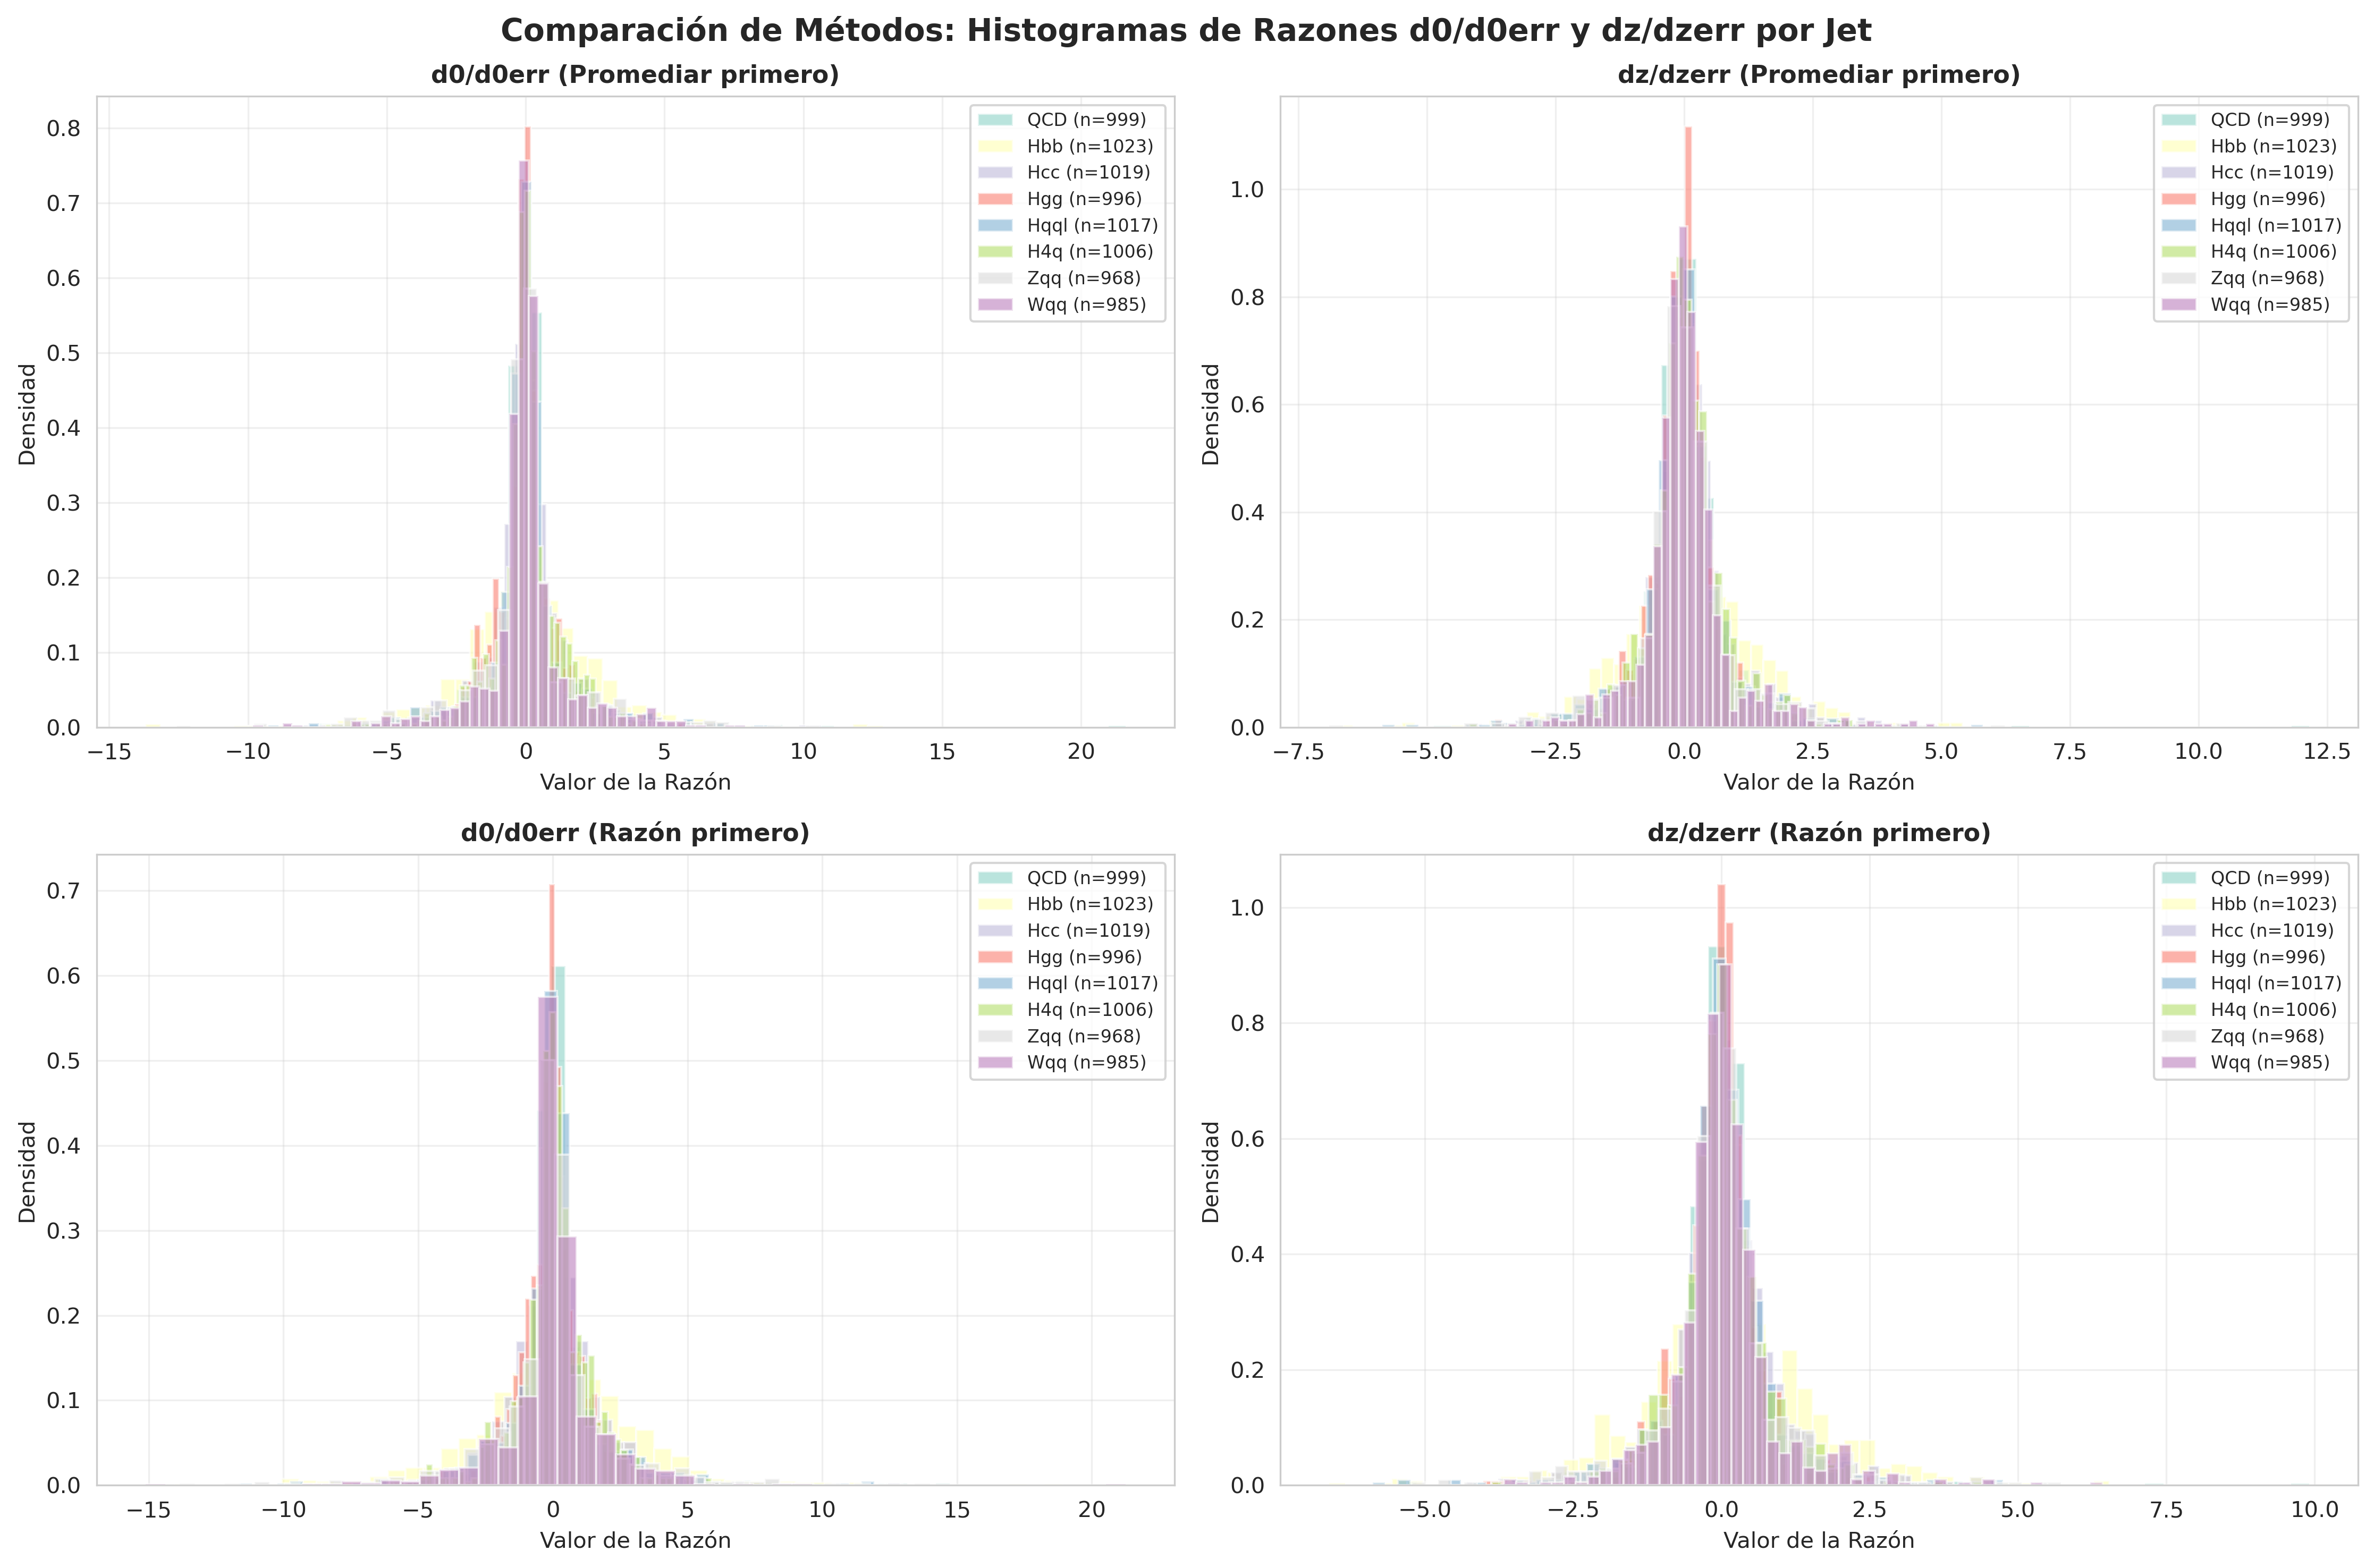 Comparación de Métodos: Histogramas de Razones d0/d0err y dz/dzerr por Jet
d0/d0err (Promediar primero)
Densidad
0.8
0.7
0.6
0.5
0.4
0.3
0.2
0.1
0.0
−15
−10
−5
0
5
10
15
20
Valor de la Razón
QCD (n=999)
Hbb (n=1023)
Hcc (n=1019)
Hgg (n=996)
Hqql (n=1017)
H4q (n=1006)
Zqq (n=968)
Wqq (n=985)
dz/dzerr (Promediar primero)
Densidad
1.0
0.8
0.6
0.4
0.2
0.0
−7.5
−5.0
−2.5
0.0
2.5
5.0
7.5
10.0
12.5
Valor de la Razón
QCD (n=999)
Hbb (n=1023)
Hcc (n=1019)
Hgg (n=996)
Hqql (n=1017)
H4q (n=1006)
Zqq (n=968)
Wqq (n=985)
d0/d0err (Razón primero)
Densidad
0.7
0.6
0.5
0.4
0.3
0.2
0.1
0.0
−15
−10
−5
0
5
10
15
20
Valor de la Razón
QCD (n=999)
Hbb (n=1023)
Hcc (n=1019)
Hgg (n=996)
Hqql (n=1017)
H4q (n=1006)
Zqq (n=968)
Wqq (n=985)
dz/dzerr (Razón primero)
Densidad
1.0
0.8
0.6
0.4
0.2
0.0
−5.0
−2.5
0.0
2.5
5.0
7.5
10.0
Valor de la Razón
QCD (n=999)
Hbb (n=1023)
Hcc (n=1019)
Hgg (n=996)
Hqql (n=1017)
H4q (n=1006)
Zqq (n=968)
Wqq (n=985)